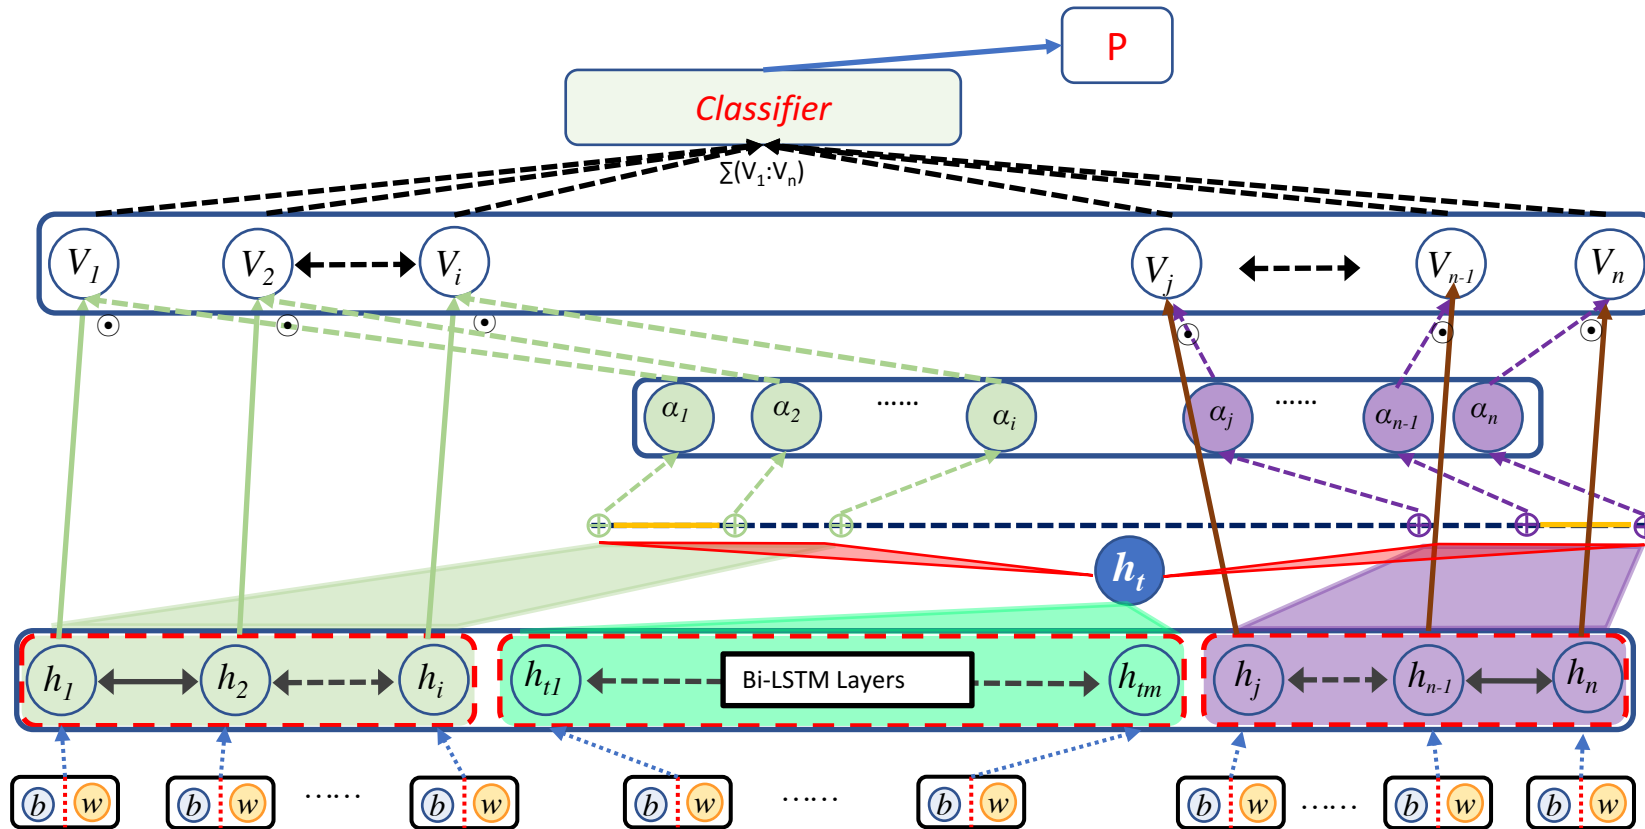 P
Classifier
∑(V₁:Vₙ)
V₁ V₂ Vᵢ Vⱼ Vₙ₋₁ Vₙ
α₁ α₂ ...... αᵢ αⱼ ...... αₙ₋₁ αₙ
hₜ
h₁ h₂ hᵢ hₜ₁ Bi-LSTM Layers hₜₘ hⱼ hₙ₋₁ hₙ
b w b w ...... b w b w ...... b w b w ...... b w b w